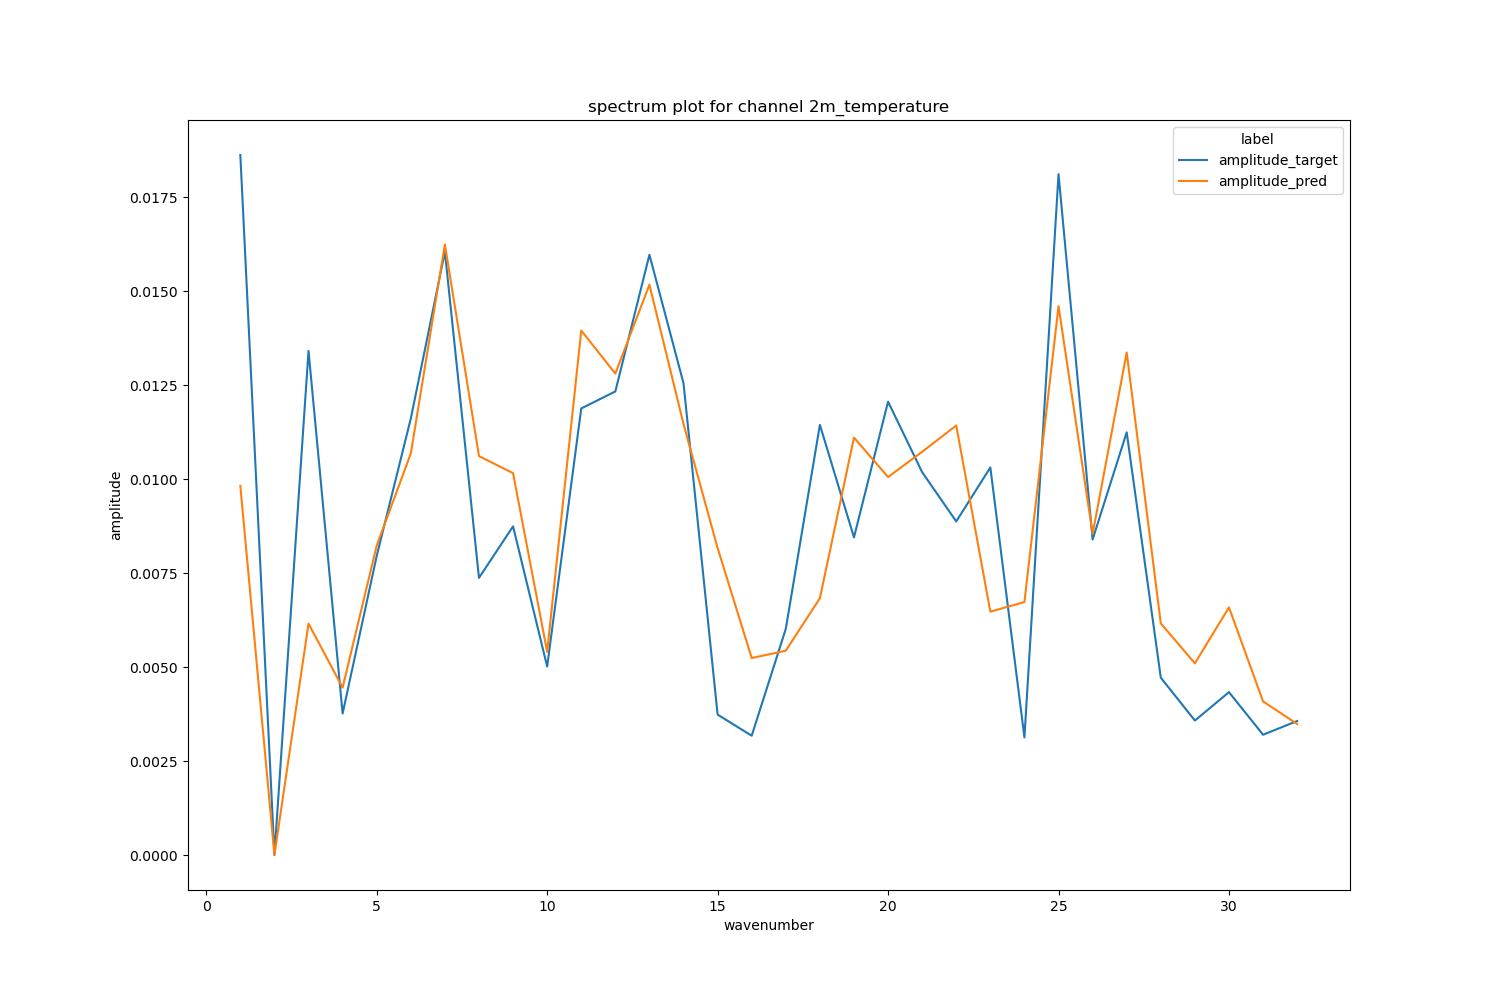 spectrum plot for channel 2m_temperature
label
amplitude_target
amplitude_pred
0.0175
0.0150
0.0125
0.0100
0.0075
0.0050
0.0025
0.0000
amplitude
0 5 10 15 20 25 30
wavenumber